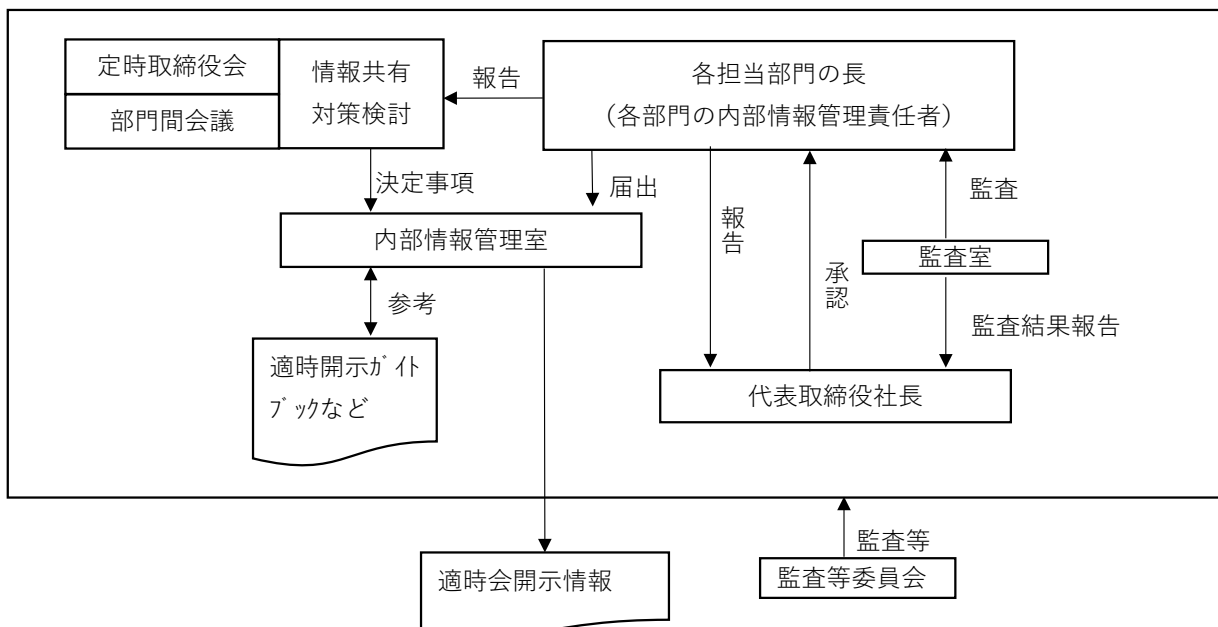 定時取締役会
部門間会議
情報共有
対策検討
報告
各担当部門の長
(各部門の内部情報管理責任者)
決定事項
届出
内部情報管理室
報告
承認
監査
監査室
監査結果報告
参考
適時開示ｶﾞｲﾄ
ﾌﾞｯｸなど
代表取締役社長
監査等
監査等委員会
適時会開示情報